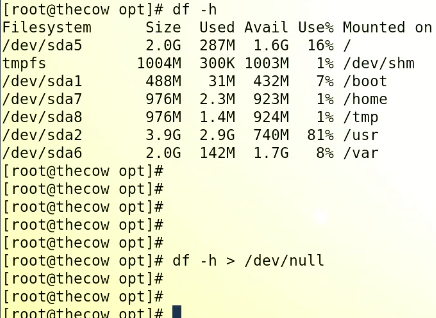 [root@thecow opt]# df -h
Filesystem      Size  Used Avail Use% Mounted on
/dev/sda5       2.0G  287M  1.6G  16% /
tmpfs          1004M  300K 1003M   1% /dev/shm
/dev/sda1       488M   31M  432M   7% /boot
/dev/sda7       976M  2.3M  923M   1% /home
/dev/sda8       976M  1.4M  924M   1% /tmp
/dev/sda2       3.9G  2.9G  740M  81% /usr
/dev/sda6       2.0G  142M  1.7G   8% /var
[root@thecow opt]#
[root@thecow opt]#
[root@thecow opt]#
[root@thecow opt]#
[root@thecow opt]#
[root@thecow opt]# df -h > /dev/null
[root@thecow opt]#
[root@thecow opt]#
[root@thecow opt]#